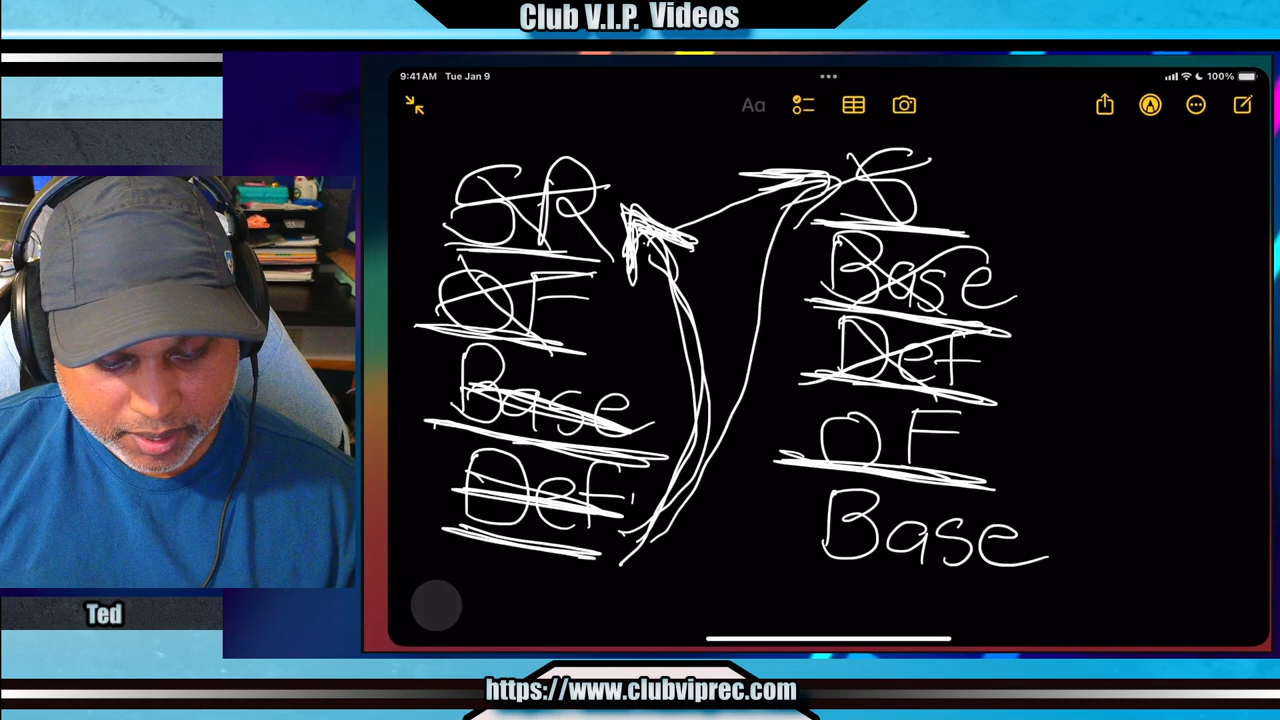 Club V.I.P. Videos
9:41 AM Tue Jan 9
100%
Aa
SR
OF
Base
Def
S
Base
Def
OF
Base
Ted
https://www.clubviprec.com